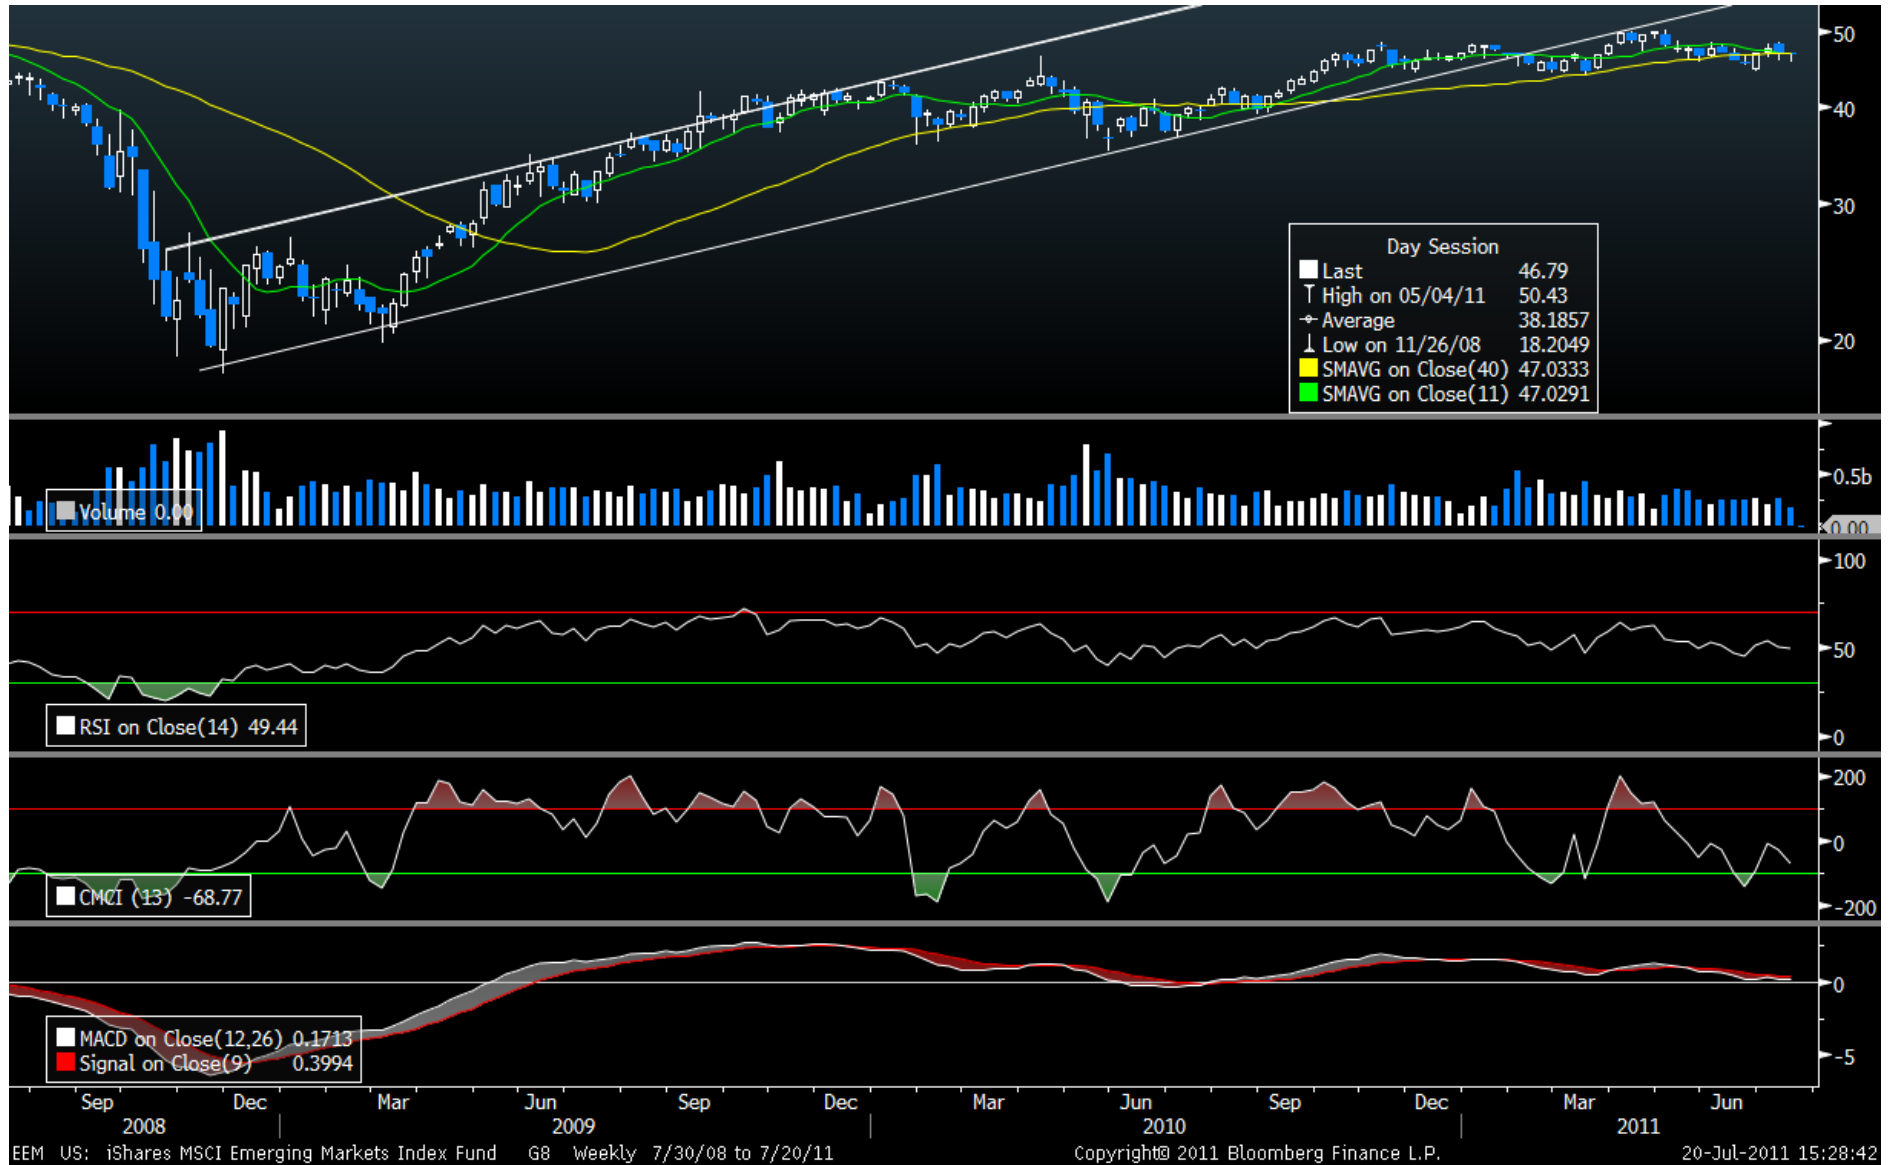 50
40
30
20
Day Session
Last 46.79
High on 05/04/11 50.43
Average 38.1857
Low on 11/26/08 18.2049
SMAVG on Close(40) 47.0333
SMAVG on Close(11) 47.0291
0.5b
Volume 0.00
0.00
100
50
RSI on Close(14) 49.44
0
200
0
CMCI (13) -68.77
-200
0
MACD on Close(12,26) 0.1713
Signal on Close(9) 0.3994
-5
Sep Dec Mar Jun Sep Dec Mar Jun Sep Dec Mar Jun
2008 2009 2010 2011
EEM US: iShares MSCI Emerging Markets Index Fund G8 Weekly 7/30/08 to 7/20/11 Copyright© 2011 Bloomberg Finance L.P. 20-Jul-2011 15:28:42